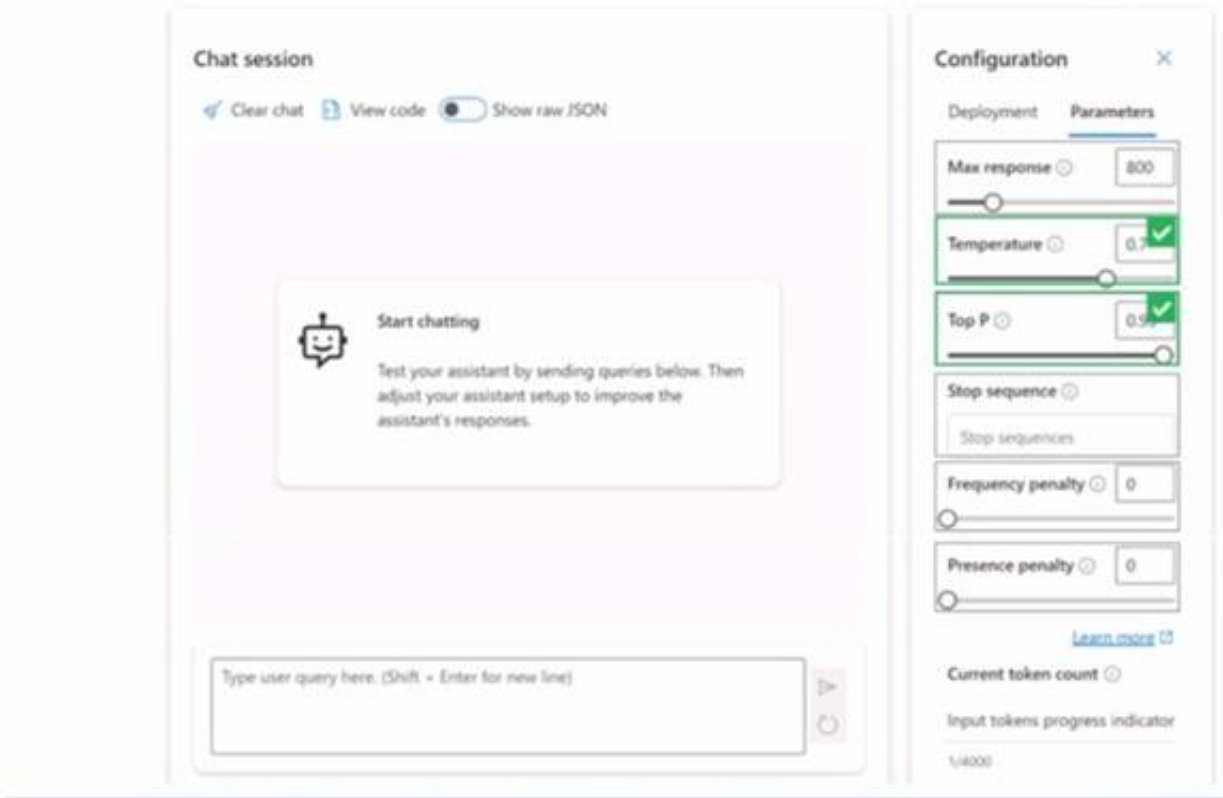 Chat session
Clear chat View code Show raw JSON
Start chatting
Test your assistant by sending queries below. Then
adjust your assistant setup to improve the
assistant's responses.
Type user query here. (Shift + Enter for new line)
Configuration
Deployment Parameters
Max response 800
Temperature
Top P
Stop sequence
Stop sequences
Frequency penalty 0
Presence penalty 0
Learn more
Current token count
Input tokens progress indicator
1/4000